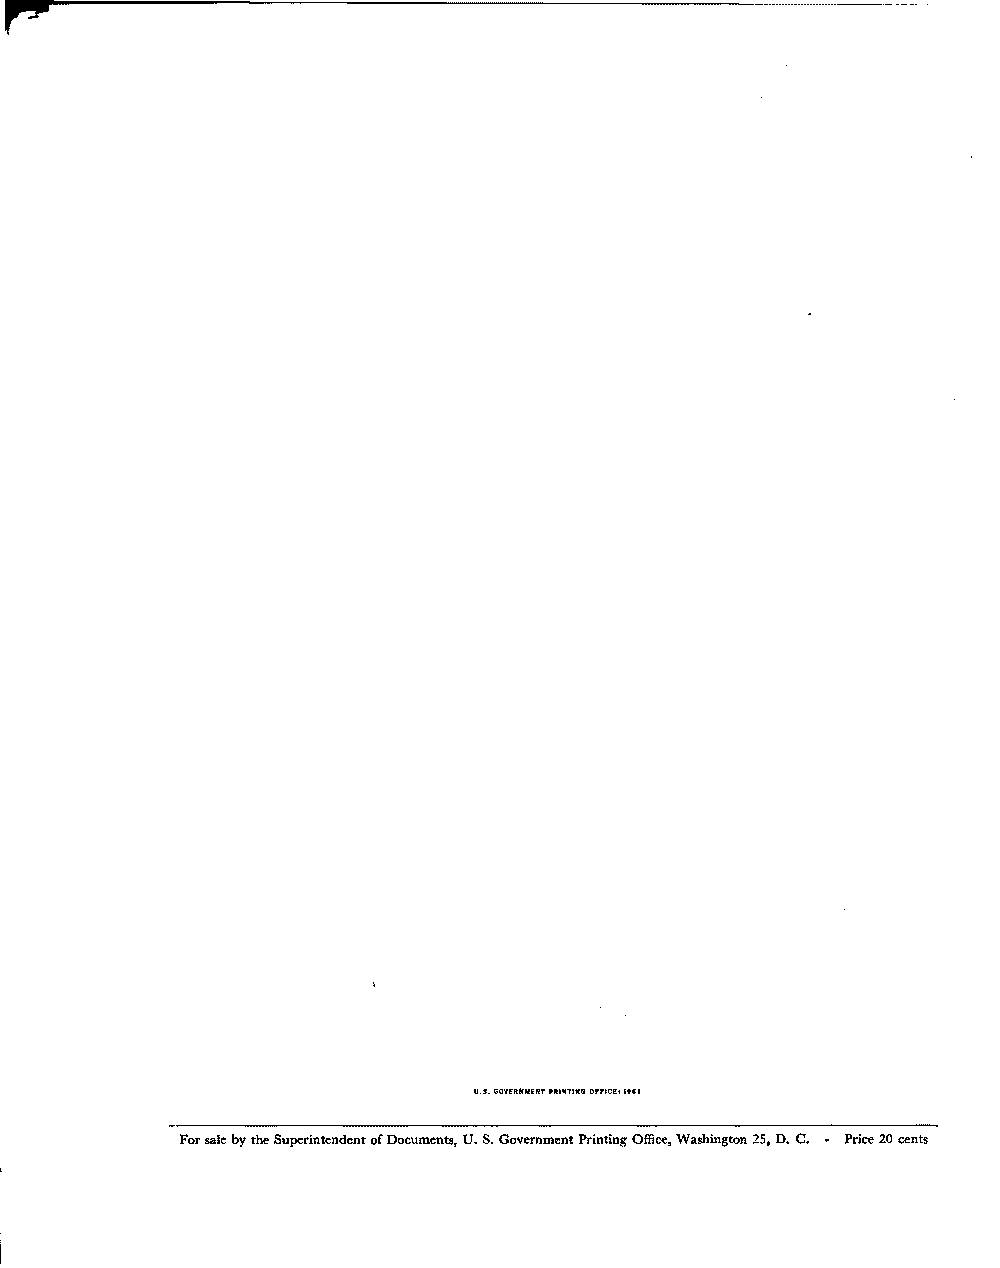 U.S. GOVERNMENT PRINTING OFFICE: 1961
For sale by the Superintendent of Documents, U. S. Government Printing Office, Washington 25, D. C. - Price 20 cents